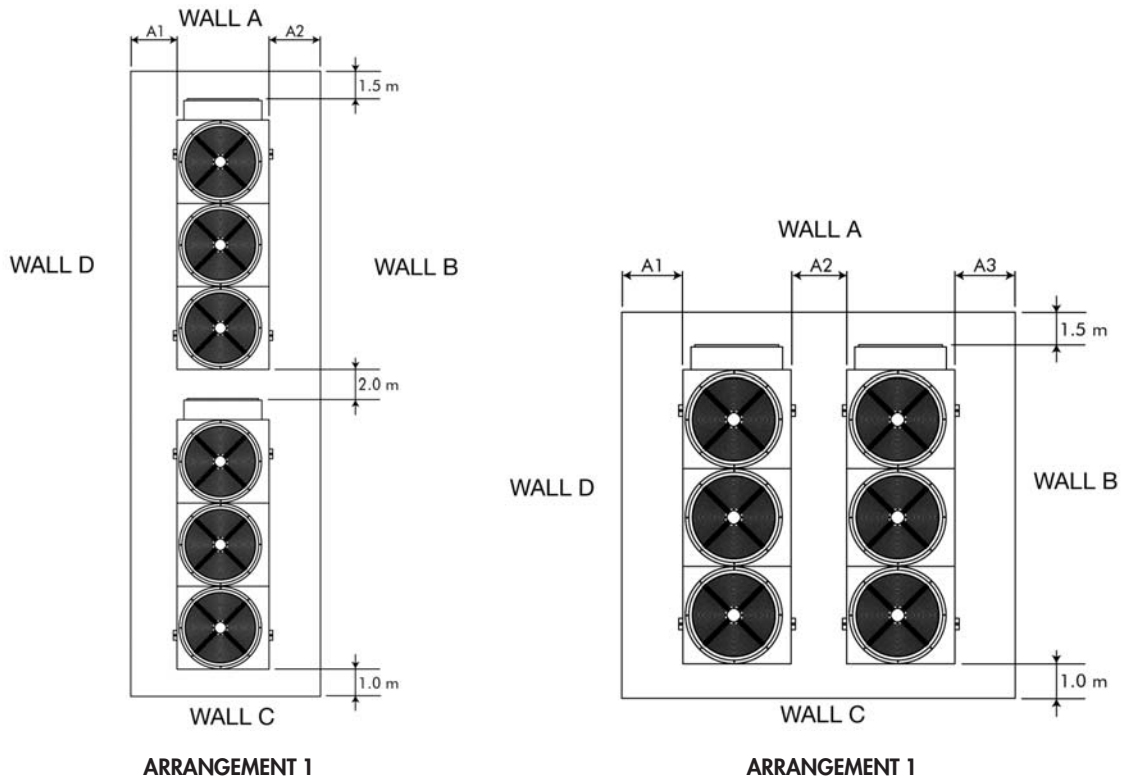 WALL A
A1
A2
1.5 m
WALL D
WALL B
2.0 m
1.0 m
WALL C
ARRANGEMENT 1
WALL A
A1
A2
A3
1.5 m
WALL D
WALL B
1.0 m
WALL C
ARRANGEMENT 1